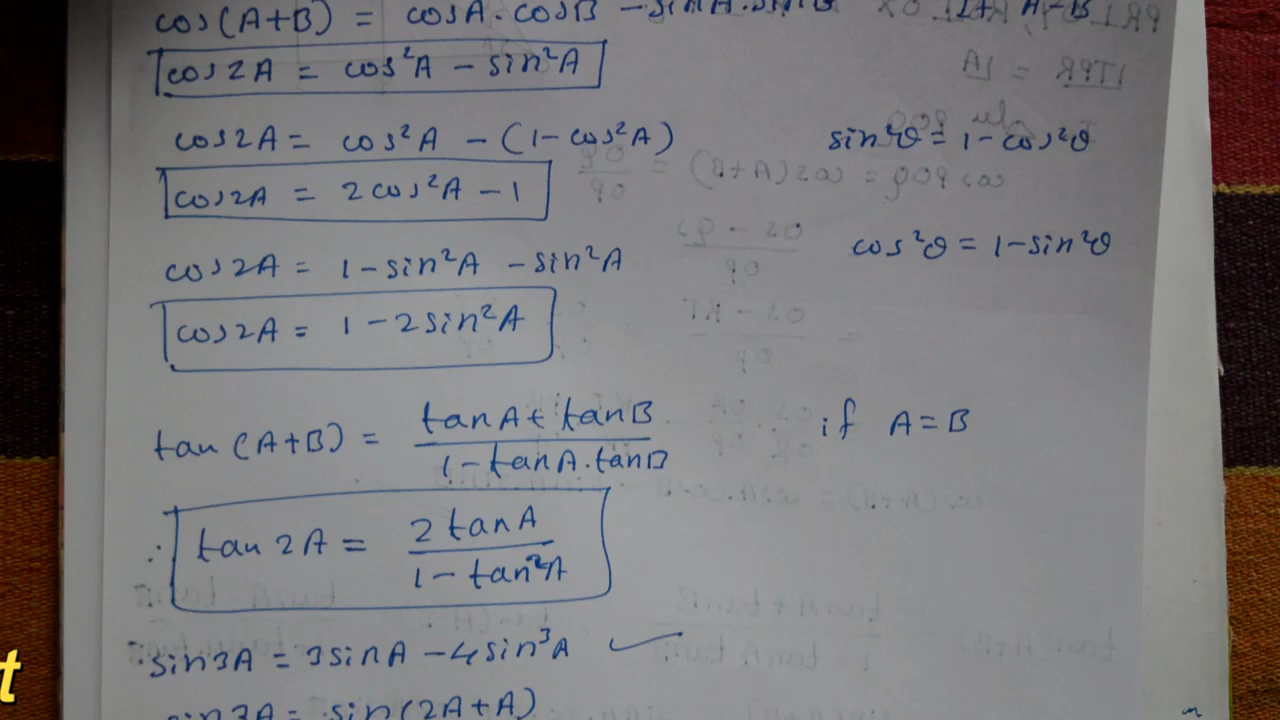 cos(A+B) = cosA.cosB - sinA.sinB
cos2A = cos²A - sin²A
cos2A = cos²A - (1-cos²A)
sin²θ = 1-cos²θ
cos2A = 2cos²A - 1
cos2A = 1-sin²A - sin²A
cos²θ = 1-sin²θ
cos2A = 1-2sin²A
tan(A+B) = tanA+tanB / 1-tanA.tanB if A=B
∴ tan2A = 2tanA / 1-tan²A
sin3A = 3sinA - 4sin³A ✓
sin3A = sin(2A+A)
t